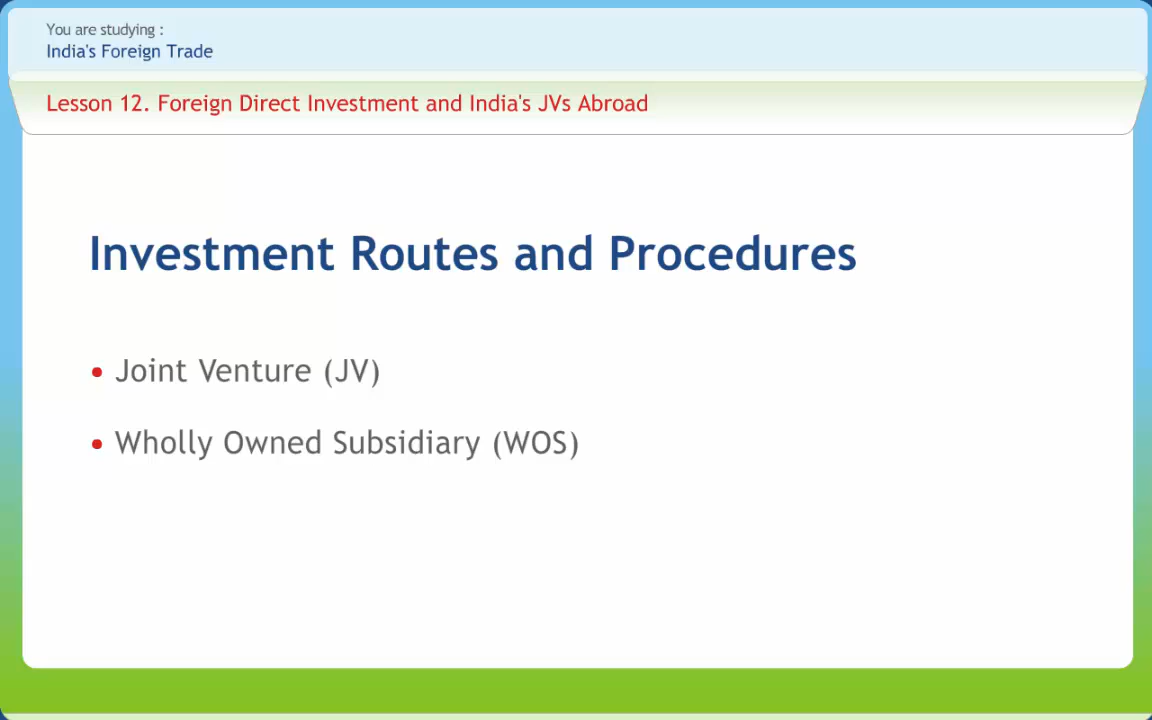 You are studying :
India's Foreign Trade
Lesson 12. Foreign Direct Investment and India's JVs Abroad
Investment Routes and Procedures
• Joint Venture (JV)
• Wholly Owned Subsidiary (WOS)